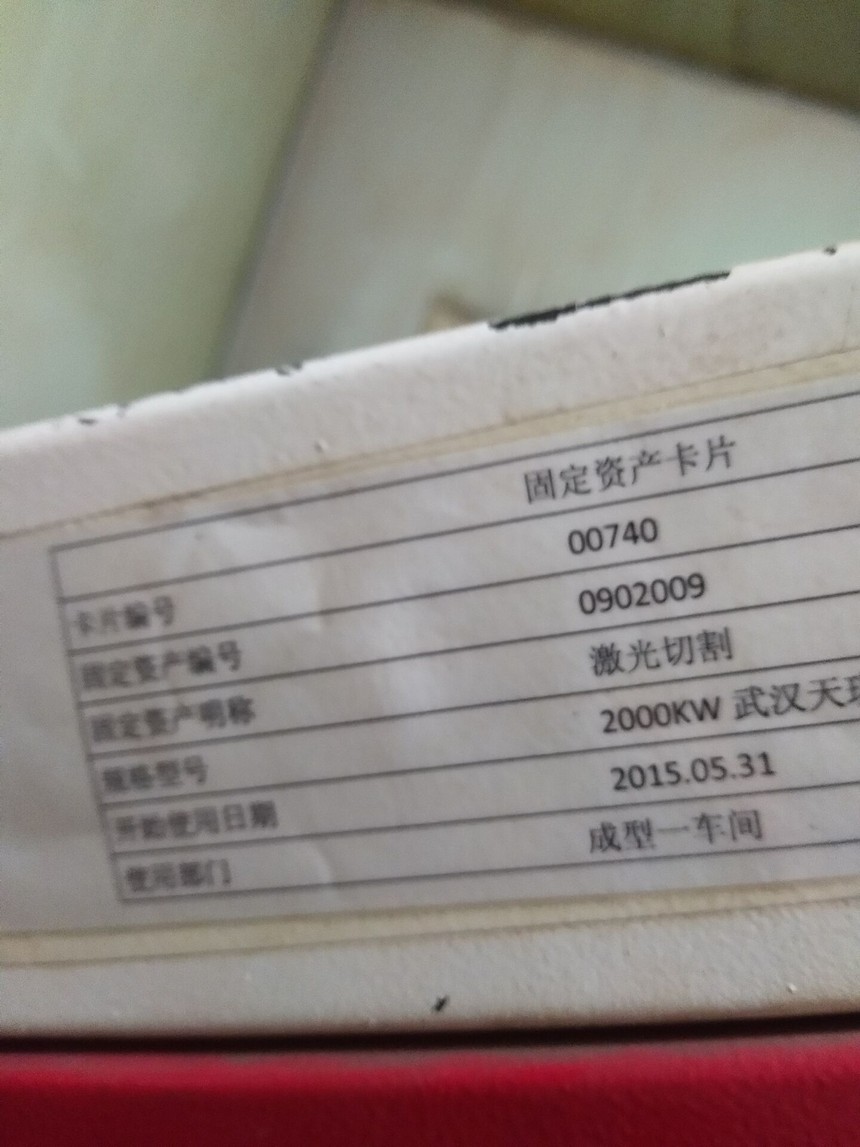 固定资产卡片
卡片编号 00740
固定资产编号 0902009
固定资产明称 激光切割
规格型号 2000KW 武汉天
开始使用日期 2015.05.31
使用部门 成型一车间